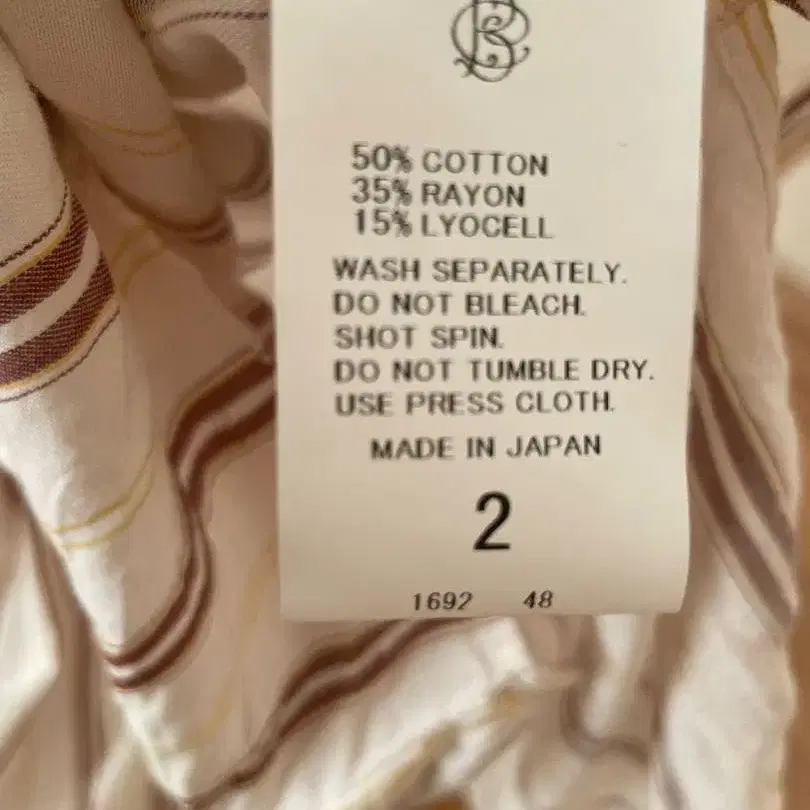 50% COTTON
35% RAYON
15% LYOCELL
WASH SEPARATELY.
DO NOT BLEACH.
SHOT SPIN.
DO NOT TUMBLE DRY.
USE PRESS CLOTH.
MADE IN JAPAN
2
1692 48